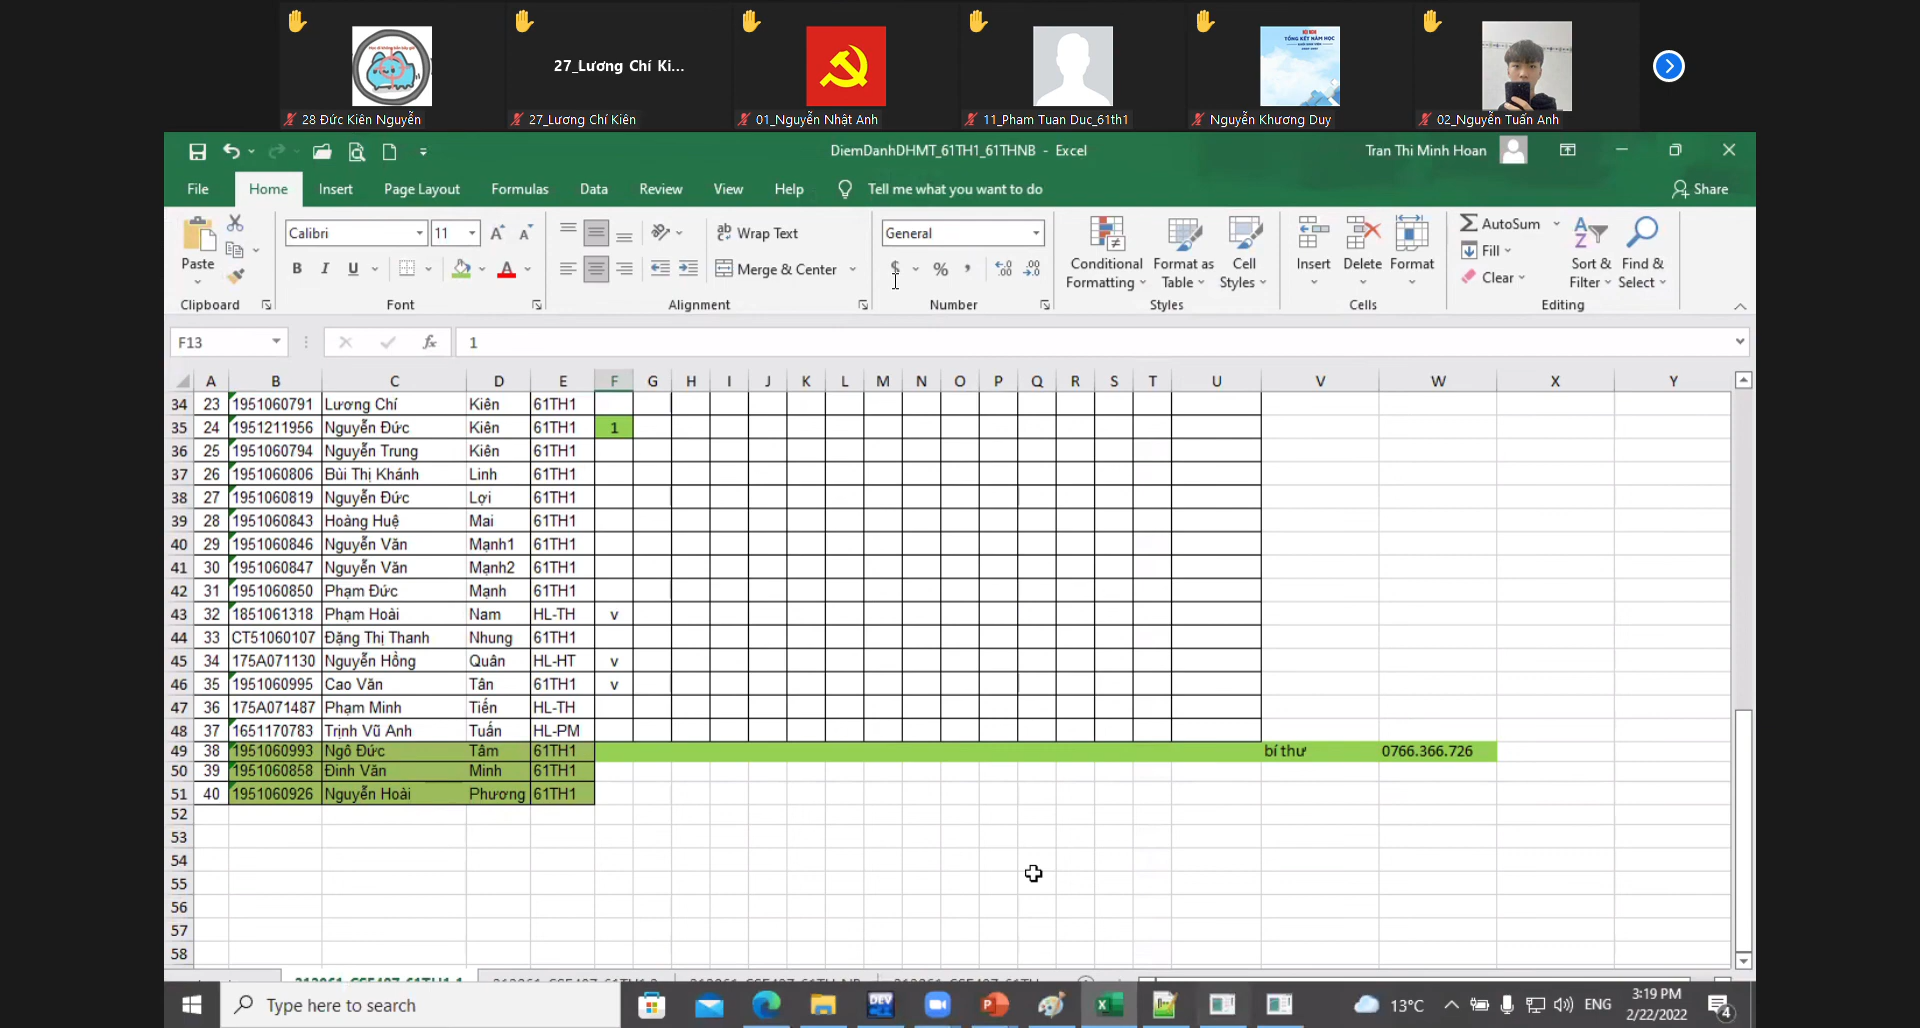 28 Đức Kiên Nguyễn
27_Lương Chí Ki...
27_Lương Chí Kiên
01_Nguyễn Nhật Anh
11_Pham Tuan Duc_61th1
TỔNG KẾT NĂM HỌC
Nguyễn Khương Duy
02_Nguyễn Tuấn Anh
DiemDanhDHMT_61TH1_61THNB - Excel
Tran Thi Minh Hoan
File Home Insert Page Layout Formulas Data Review View Help Tell me what you want to do Share
Paste
Calibri 11
B I U
Wrap Text
Merge & Center
General
$ % ,
Conditional Formatting
Format as Table
Cell Styles
Insert Delete Format
AutoSum
Fill
Clear
Sort & Filter
Find & Select
Clipboard Font Alignment Number Styles Cells Editing
F13 fx 1
A B C D E F G H I J K L M N O P Q R S T U V W X Y
34 23 1951060791 Lương Chí Kiên 61TH1
35 24 1951211956 Nguyễn Đức Kiên 61TH1 1
36 25 1951060794 Nguyễn Trung Kiên 61TH1
37 26 1951060806 Bùi Thị Khánh Linh 61TH1
38 27 1951060819 Nguyễn Đức Lợi 61TH1
39 28 1951060843 Hoàng Huệ Mai 61TH1
40 29 1951060846 Nguyễn Văn Mạnh1 61TH1
41 30 1951060847 Nguyễn Văn Mạnh2 61TH1
42 31 1951060850 Phạm Đức Mạnh 61TH1
43 32 1851061318 Phạm Hoài Nam HL-TH v
44 33 CT51060107 Đặng Thị Thanh Nhung 61TH1
45 34 175A071130 Nguyễn Hồng Quân HL-HT v
46 35 1951060995 Cao Văn Tân 61TH1 v
47 36 175A071487 Phạm Minh Tiến HL-TH
48 37 1651170783 Trịnh Vũ Anh Tuấn HL-PM
49 38 1951060993 Ngô Đức Tâm 61TH1 bí thư 0766.366.726
50 39 1951060858 Đinh Văn Minh 61TH1
51 40 1951060926 Nguyễn Hoài Phương 61TH1
52
53
54
55
56
57
58
Type here to search
DEV
13°C
ENG
3:19 PM
2/22/2022
4